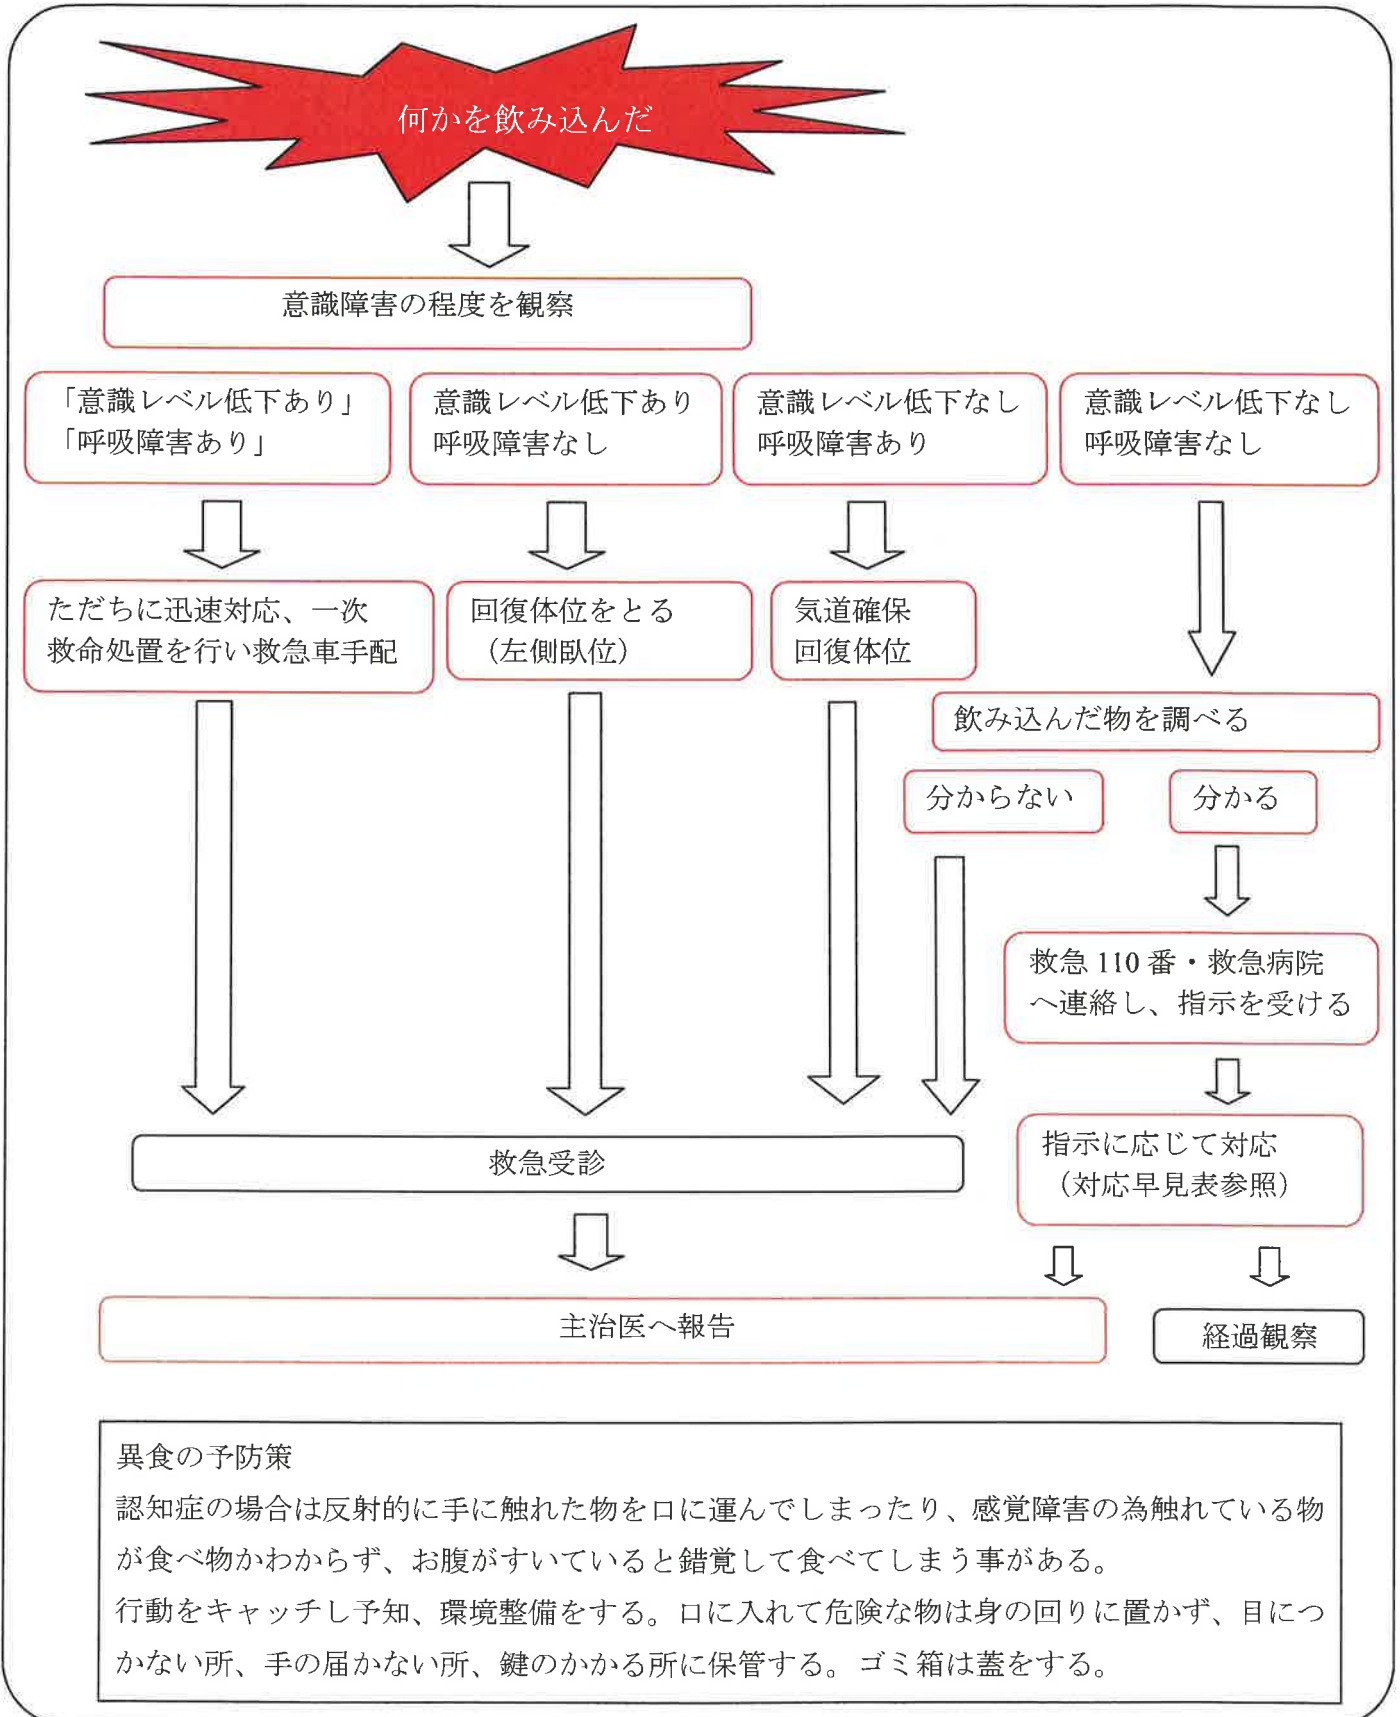 何かを飲み込んだ
意識障害の程度を観察
「意識レベル低下あり」
「呼吸障害あり」
意識レベル低下あり
呼吸障害なし
意識レベル低下なし
呼吸障害あり
意識レベル低下なし
呼吸障害なし
ただちに迅速対応、一次
救命処置を行い救急車手配
回復体位をとる
（左側臥位）
気道確保
回復体位
飲み込んだ物を調べる
分からない
分かる
救急 110 番・救急病院
へ連絡し、指示を受ける
救急受診
指示に応じて対応
（対応早見表参照）
主治医へ報告
経過観察
異食の予防策
認知症の場合は反射的に手に触れた物を口に運んでしまったり、感覚障害の為触れている物
が食べ物かわからず、お腹がすいていると錯覚して食べてしまう事がある。
行動をキャッチし予知、環境整備をする。口に入れて危険な物は身の回りに置かず、目につ
かない所、手の届かない所、鍵のかかる所に保管する。ゴミ箱は蓋をする。